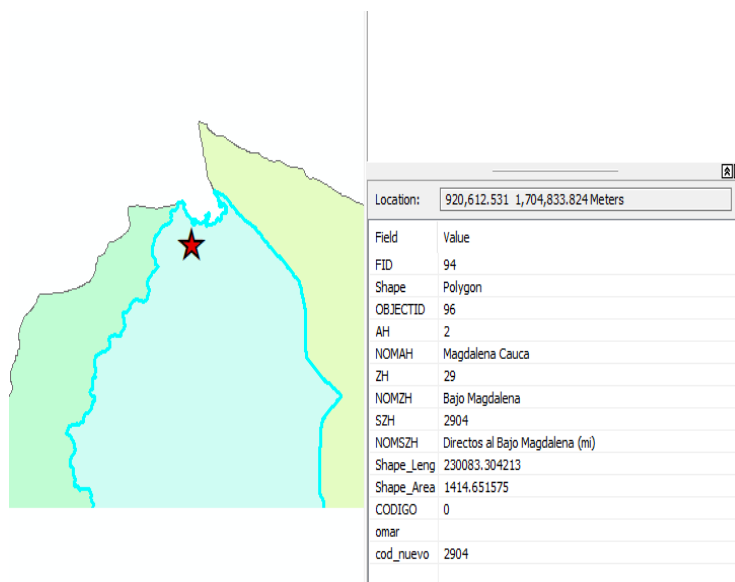 Location: 920,612.531 1,704,833.824 Meters
Field Value
FID 94
Shape Polygon
OBJECTID 96
AH 2
NOMAH Magdalena Cauca
ZH 29
NOMZH Bajo Magdalena
SZH 2904
NOMSZH Directos al Bajo Magdalena (mi)
Shape_Leng 230083.304213
Shape_Area 1414.651575
CODIGO 0
omar
cod_nuevo 2904